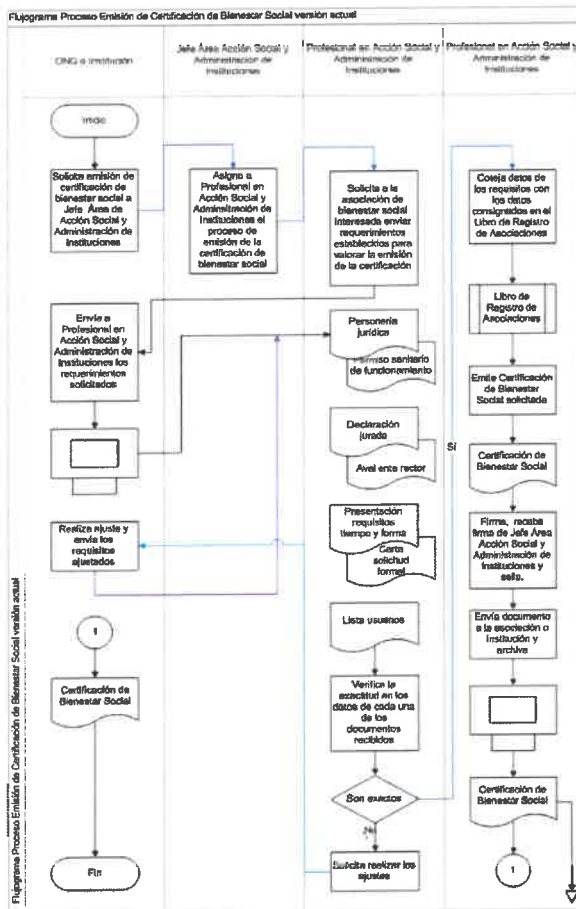 Flujograma Proceso Emisión de Certificación de Bienestar Social versión actual
ONG o Institución
Jefe Área Acción Social y
Administración de
Instituciones
Profesional en Acción Social y
Administración de
Instituciones
Profesional en Acción Social y
Administración de
Instituciones
Inicio
Solicita emisión de
certificación de
bienestar social a
Jefe Área de
Acción Social y
Administración de
Instituciones
Asigna a
Profesional en
Acción Social y
Administración de
Instituciones el
proceso de
emisión de la
certificación de
bienestar social
Solicita a la
asociación de
bienestar social
interesada enviar
requerimientos
establecidos para
valorar la emisión
de la certificación
Coteja datos de
los requisitos con
los datos
consignados en el
Libro de Registro
de Asociaciones
Envía a
Profesional en
Acción Social y
Administración de
Instituciones los
requerimientos
solicitados
Personería
jurídica
Permiso sanitario
de funcionamiento
Libro de
Registro de
Asociaciones
Emite Certificación
de Bienestar
Social solicitada
Declaración
jurada
Aval ente rector
Sí
Certificación de
Bienestar Social
Realiza ajuste y
envía los
requisitos
ajustados
Presentación
requisitos
tiempo y forma
Carta
solicitud
formal
Firma, recaba
firma de Jefe Área
Acción Social y
Administración de
Instituciones y
sella.
1
Lista usuarios
Envía documento
a la asociación o
Institución y
archiva
Certificación de
Bienestar Social
Verifica la
exactitud en los
datos de cada una
de los
documentos
recibidos
Son exactos
No
Certificación de
Bienestar Social
Fin
Solicita realizar los
ajustes
1
Flujograma Proceso Emisión de Certificación de Bienestar Social versión actual